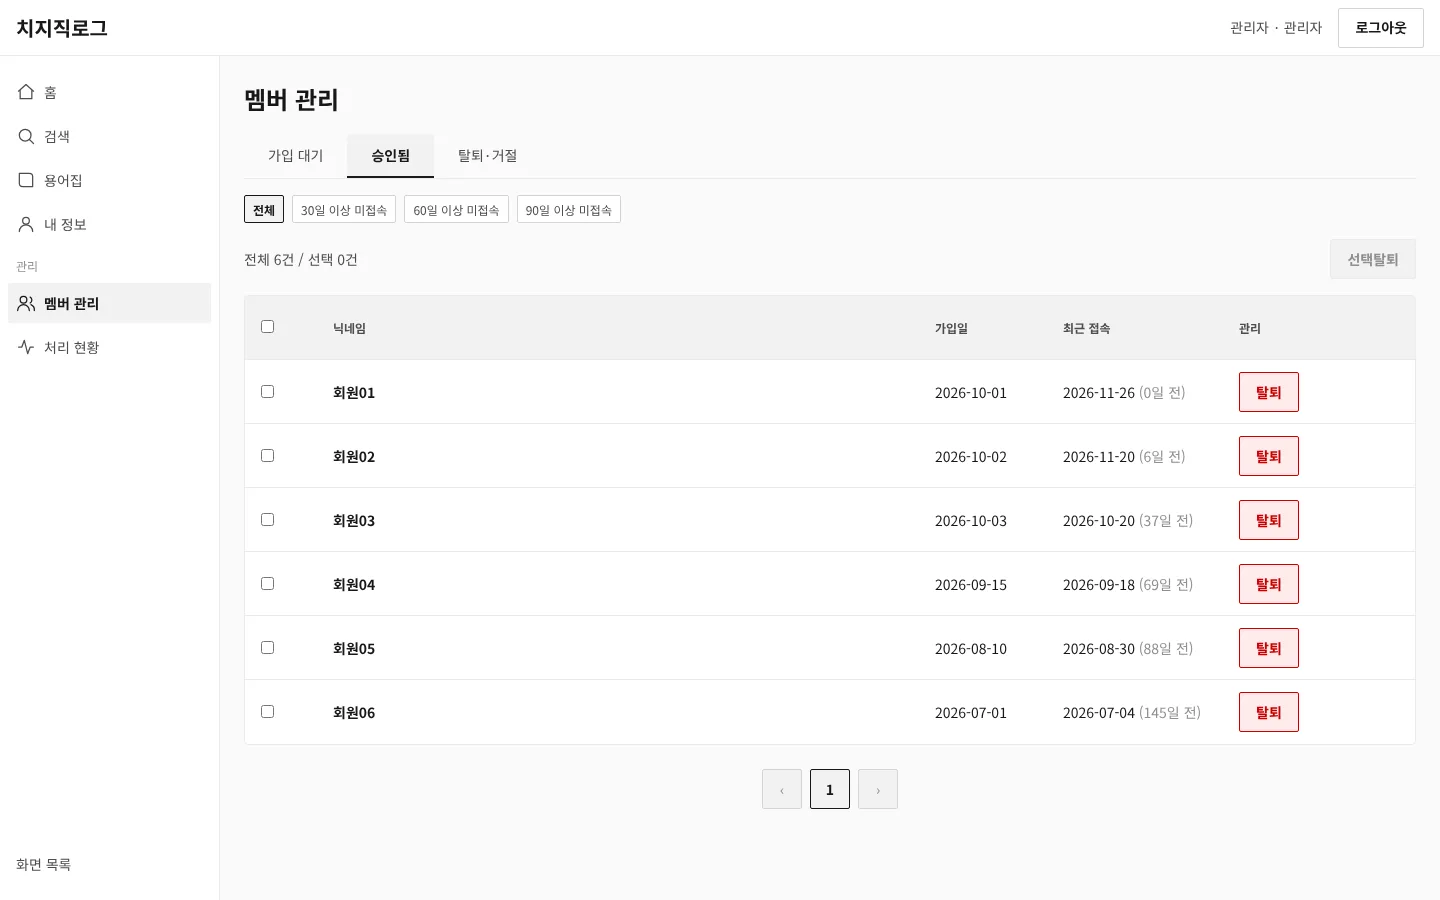 치지직로그
관리자 · 관리자
로그아웃
홈
검색
용어집
내 정보
관리
멤버 관리
처리 현황
화면 목록
멤버 관리
가입 대기
승인됨
탈퇴·거절
전체
30일 이상 미접속
60일 이상 미접속
90일 이상 미접속
전체 6건 / 선택 0건
선택탈퇴
닉네임 가입일 최근 접속 관리
회원01 2026-10-01 2026-11-26 (0일 전) 탈퇴
회원02 2026-10-02 2026-11-20 (6일 전) 탈퇴
회원03 2026-10-03 2026-10-20 (37일 전) 탈퇴
회원04 2026-09-15 2026-09-18 (69일 전) 탈퇴
회원05 2026-08-10 2026-08-30 (88일 전) 탈퇴
회원06 2026-07-01 2026-07-04 (145일 전) 탈퇴
‹ 1 ›